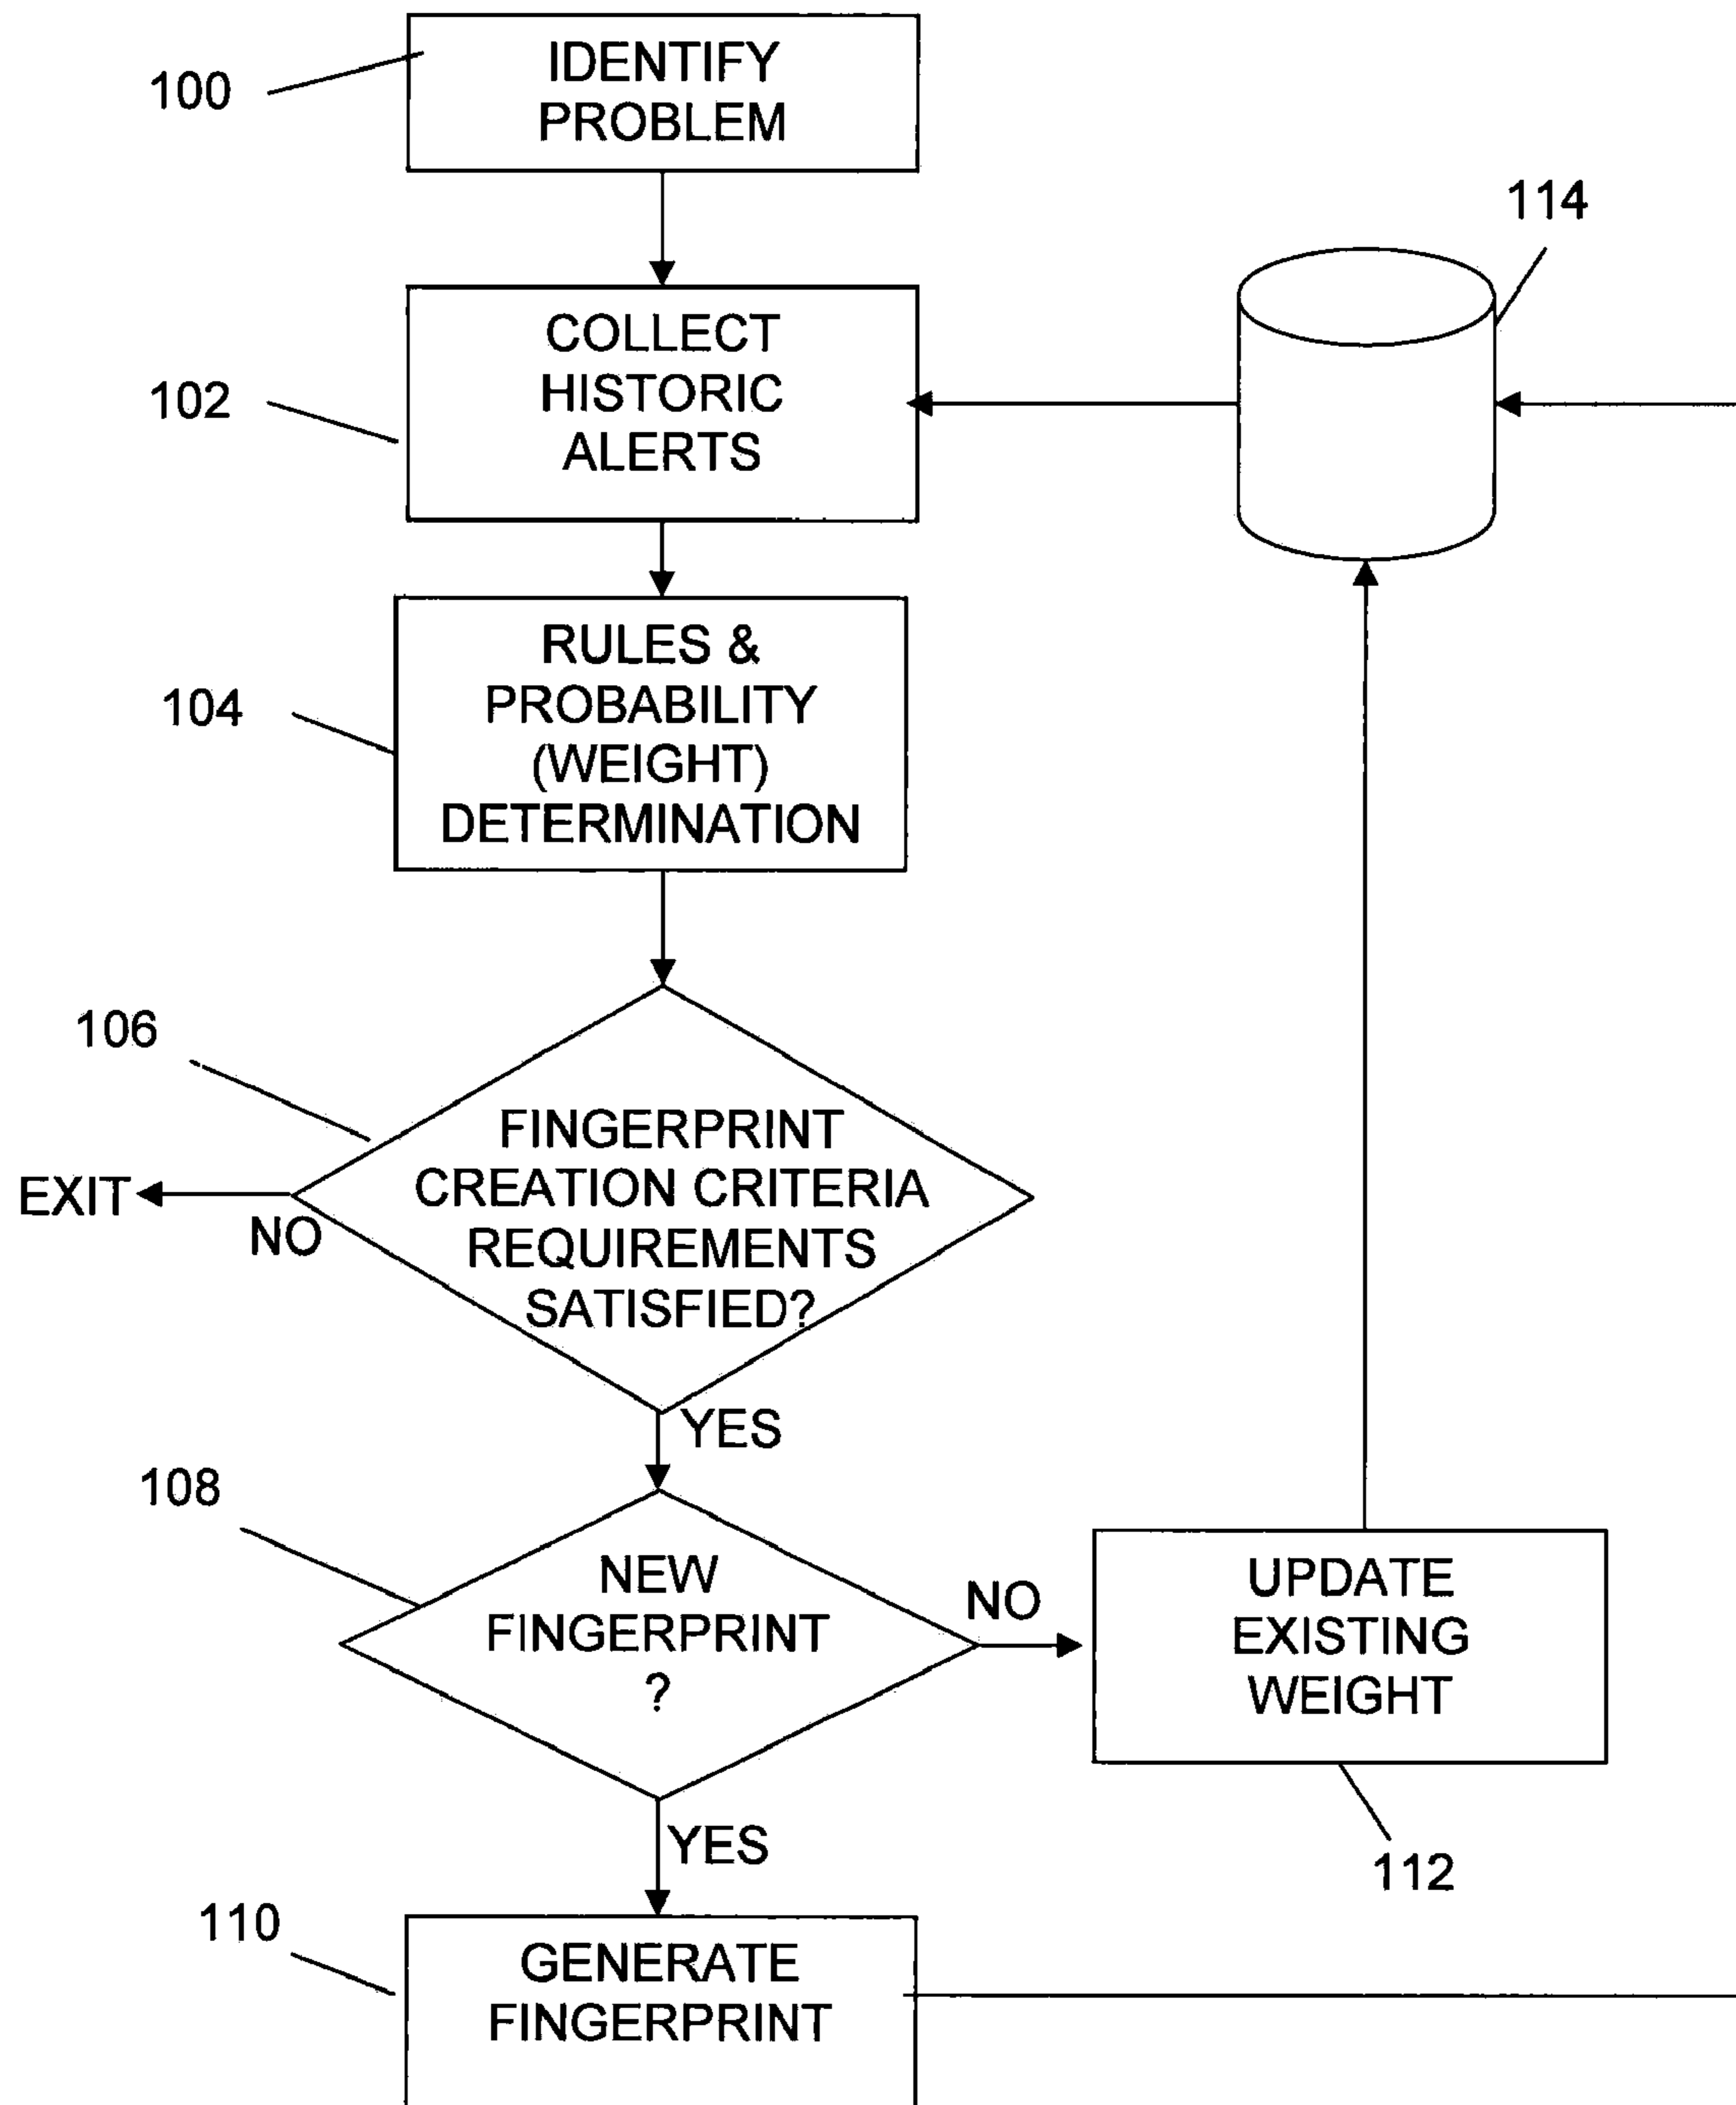 100
IDENTIFY
PROBLEM
114
102
COLLECT
HISTORIC
ALERTS
104
RULES &
PROBABILITY
(WEIGHT)
DETERMINATION
106
FINGERPRINT
CREATION CRITERIA
REQUIREMENTS
SATISFIED?
EXIT
NO
YES
108
NEW
FINGERPRINT
?
NO
UPDATE
EXISTING
WEIGHT
112
YES
110
GENERATE
FINGERPRINT